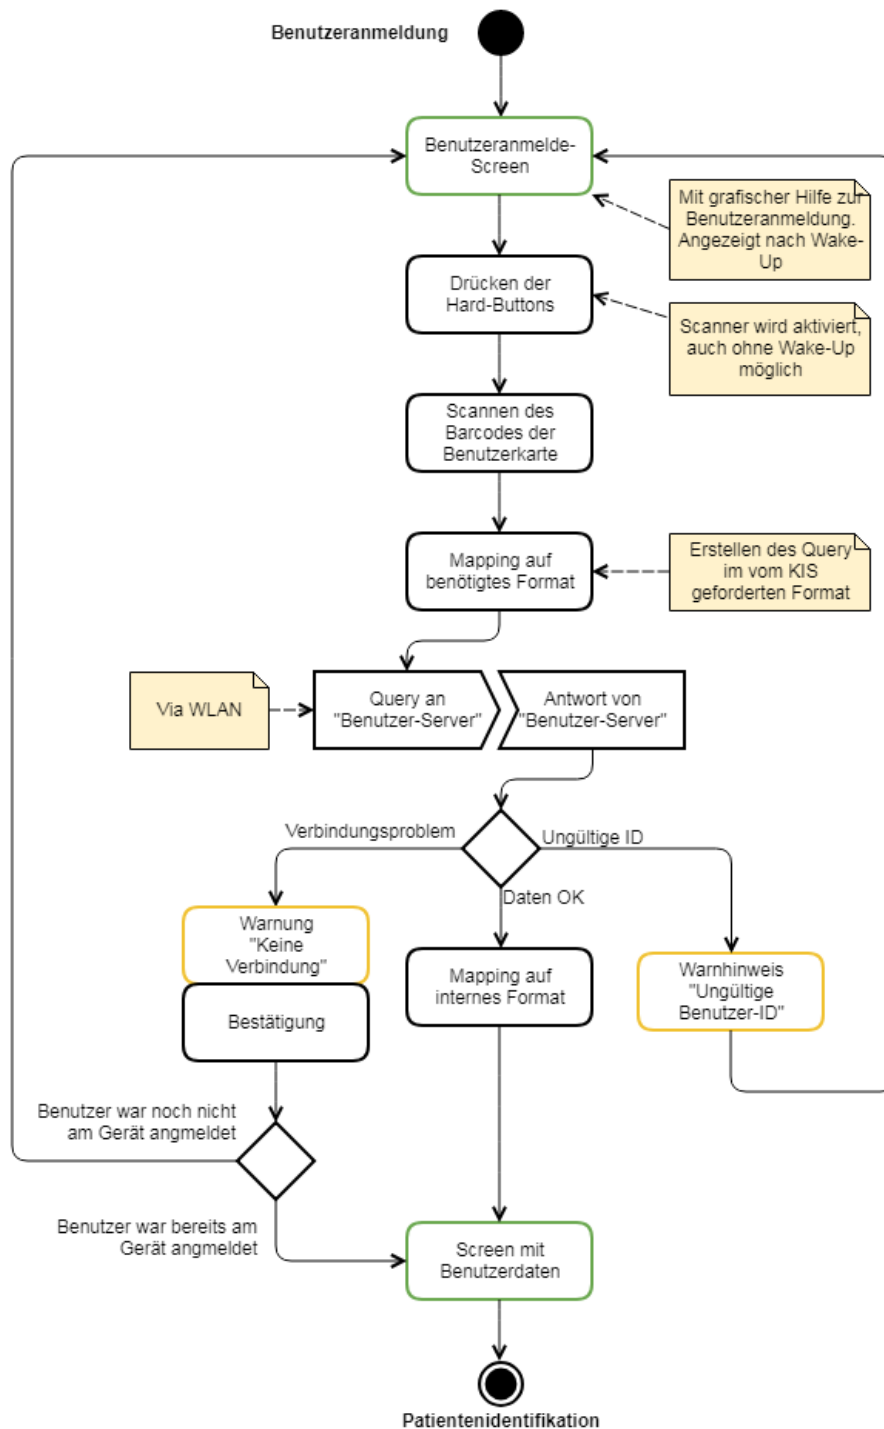 Benutzeranmeldung
Benutzeranmelde-
Screen
Mit grafischer Hilfe zur
Benutzeranmeldung.
Angezeigt nach Wake-
Up
Drücken der
Hard-Buttons
Scanner wird aktiviert,
auch ohne Wake-Up
möglich
Scannen des
Barcodes der
Benutzerkarte
Mapping auf
benötigtes Format
Erstellen des Query
im vom KIS
geforderten Format
Via WLAN
Query an
"Benutzer-Server"
Antwort von
"Benutzer-Server"
Verbindungsproblem
Ungültige ID
Daten OK
Warnung
"Keine
Verbindung"
Bestätigung
Mapping auf
internes Format
Warnhinweis
"Ungültige
Benutzer-ID"
Benutzer war noch nicht
am Gerät angmeldet
Benutzer war bereits am
Gerät angmeldet
Screen mit
Benutzerdaten
Patientenidentifikation